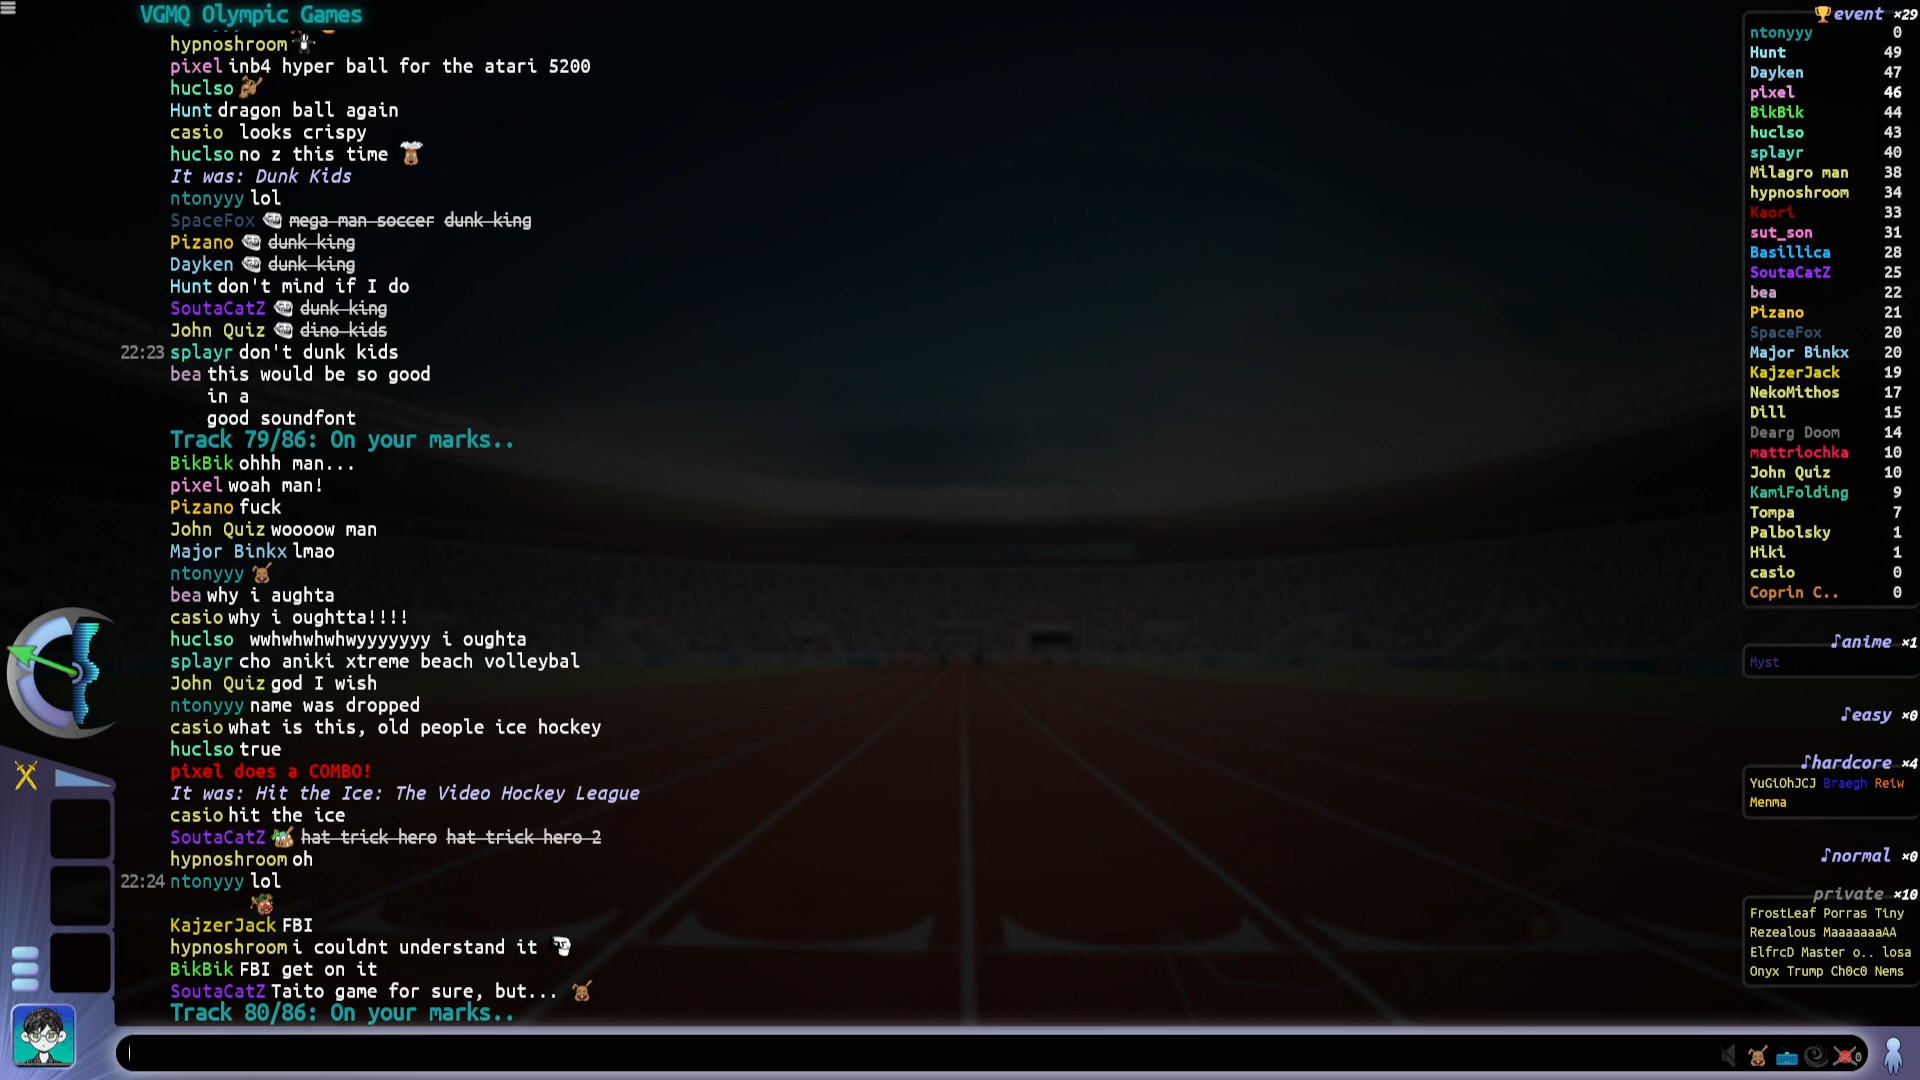 VGMQ Olympic Games
hypnoshroom
pixel inb4 hyper ball for the atari 5200
huclso
Hunt dragon ball again
casio looks crispy
huclso no z this time
It was: Dunk Kids
ntonyyy lol
SpaceFox mega man soccer dunk king
Pizano dunk king
Dayken dunk king
Hunt don't mind if I do
SoutaCatZ dunk king
John Quiz dino kids
22:23 splayr don't dunk kids
bea this would be so good
in a
good soundfont
Track 79/86: On your marks..
BikBik ohhh man...
pixel woah man!
Pizano fuck
John Quiz woooow man
Major Binkx lmao
ntonyyy
bea why i aughta
casio why i oughtta!!!!
huclso wwhwhwhwhwyyyyyyy i oughta
splayr cho aniki xtreme beach volleybal
John Quiz god I wish
ntonyyy name was dropped
casio what is this, old people ice hockey
huclso true
pixel does a COMBO!
It was: Hit the Ice: The Video Hockey League
casio hit the ice
SoutaCatZ hat trick hero hat trick hero 2
hypnoshroom oh
22:24 ntonyyy lol
KajzerJack FBI
hypnoshroom i couldnt understand it
BikBik FBI get on it
SoutaCatZ Taito game for sure, but...
Track 80/86: On your marks..
event ×29
ntonyyy 0
Hunt 49
Dayken 47
pixel 46
BikBik 44
huclso 43
splayr 40
Milagro man 38
hypnoshroom 34
Kaori 33
sut_son 31
Basillica 28
SoutaCatZ 25
bea 22
Pizano 21
SpaceFox 20
Major Binkx 20
KajzerJack 19
NekoMithos 17
Dill 15
Dearg Doom 14
mattriochka 10
John Quiz 10
KamiFolding 9
Tompa 7
Palbolsky 1
Hiki 1
casio 0
Coprin C.. 0
♪anime ×1
Myst
♪easy ×0
♪hardcore ×4
YuGiOhJCJ Braegh Reiw
Menma
♪normal ×0
private ×10
FrostLeaf Porras Tiny
Rezealous MaaaaaaaAA
ElfrcD Master o.. losa
Onyx Trump Ch0c0 Nems
0